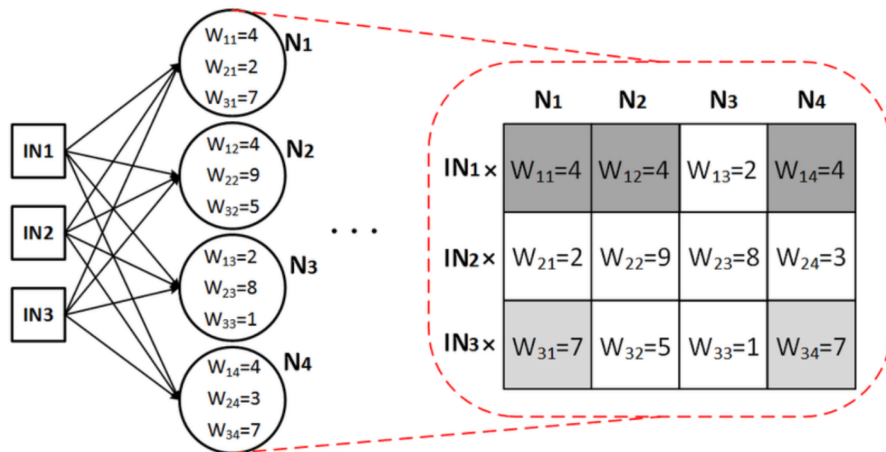 W₁₁=4
W₂₁=2
W₃₁=7
N₁
W₁₂=4
W₂₂=9
W₃₂=5
N₂
W₁₃=2
W₂₃=8
W₃₃=1
N₃
W₁₄=4
W₂₄=3
W₃₄=7
N₄
IN1
IN2
IN3
. . .
N₁ N₂ N₃ N₄
IN₁× W₁₁=4 W₁₂=4 W₁₃=2 W₁₄=4
IN₂× W₂₁=2 W₂₂=9 W₂₃=8 W₂₄=3
IN₃× W₃₁=7 W₃₂=5 W₃₃=1 W₃₄=7